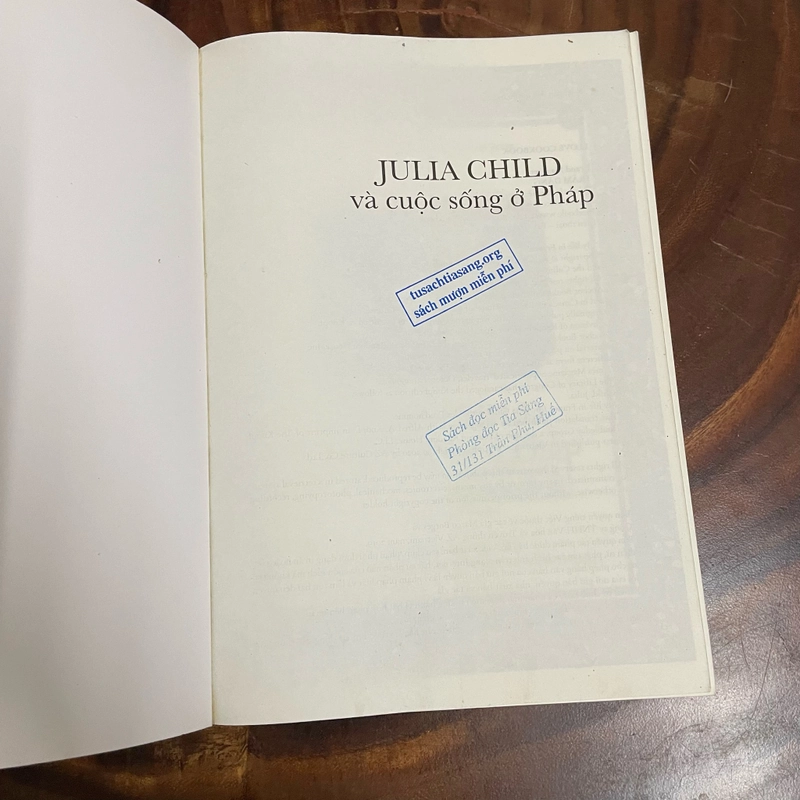 JULIA CHILD
và cuộc sống ở Pháp
tusachtiasang.org
sách mượn miễn phí
Sách đọc miễn phí
Phòng đọc Tia Sáng
31/131 Trần Phú, Huế